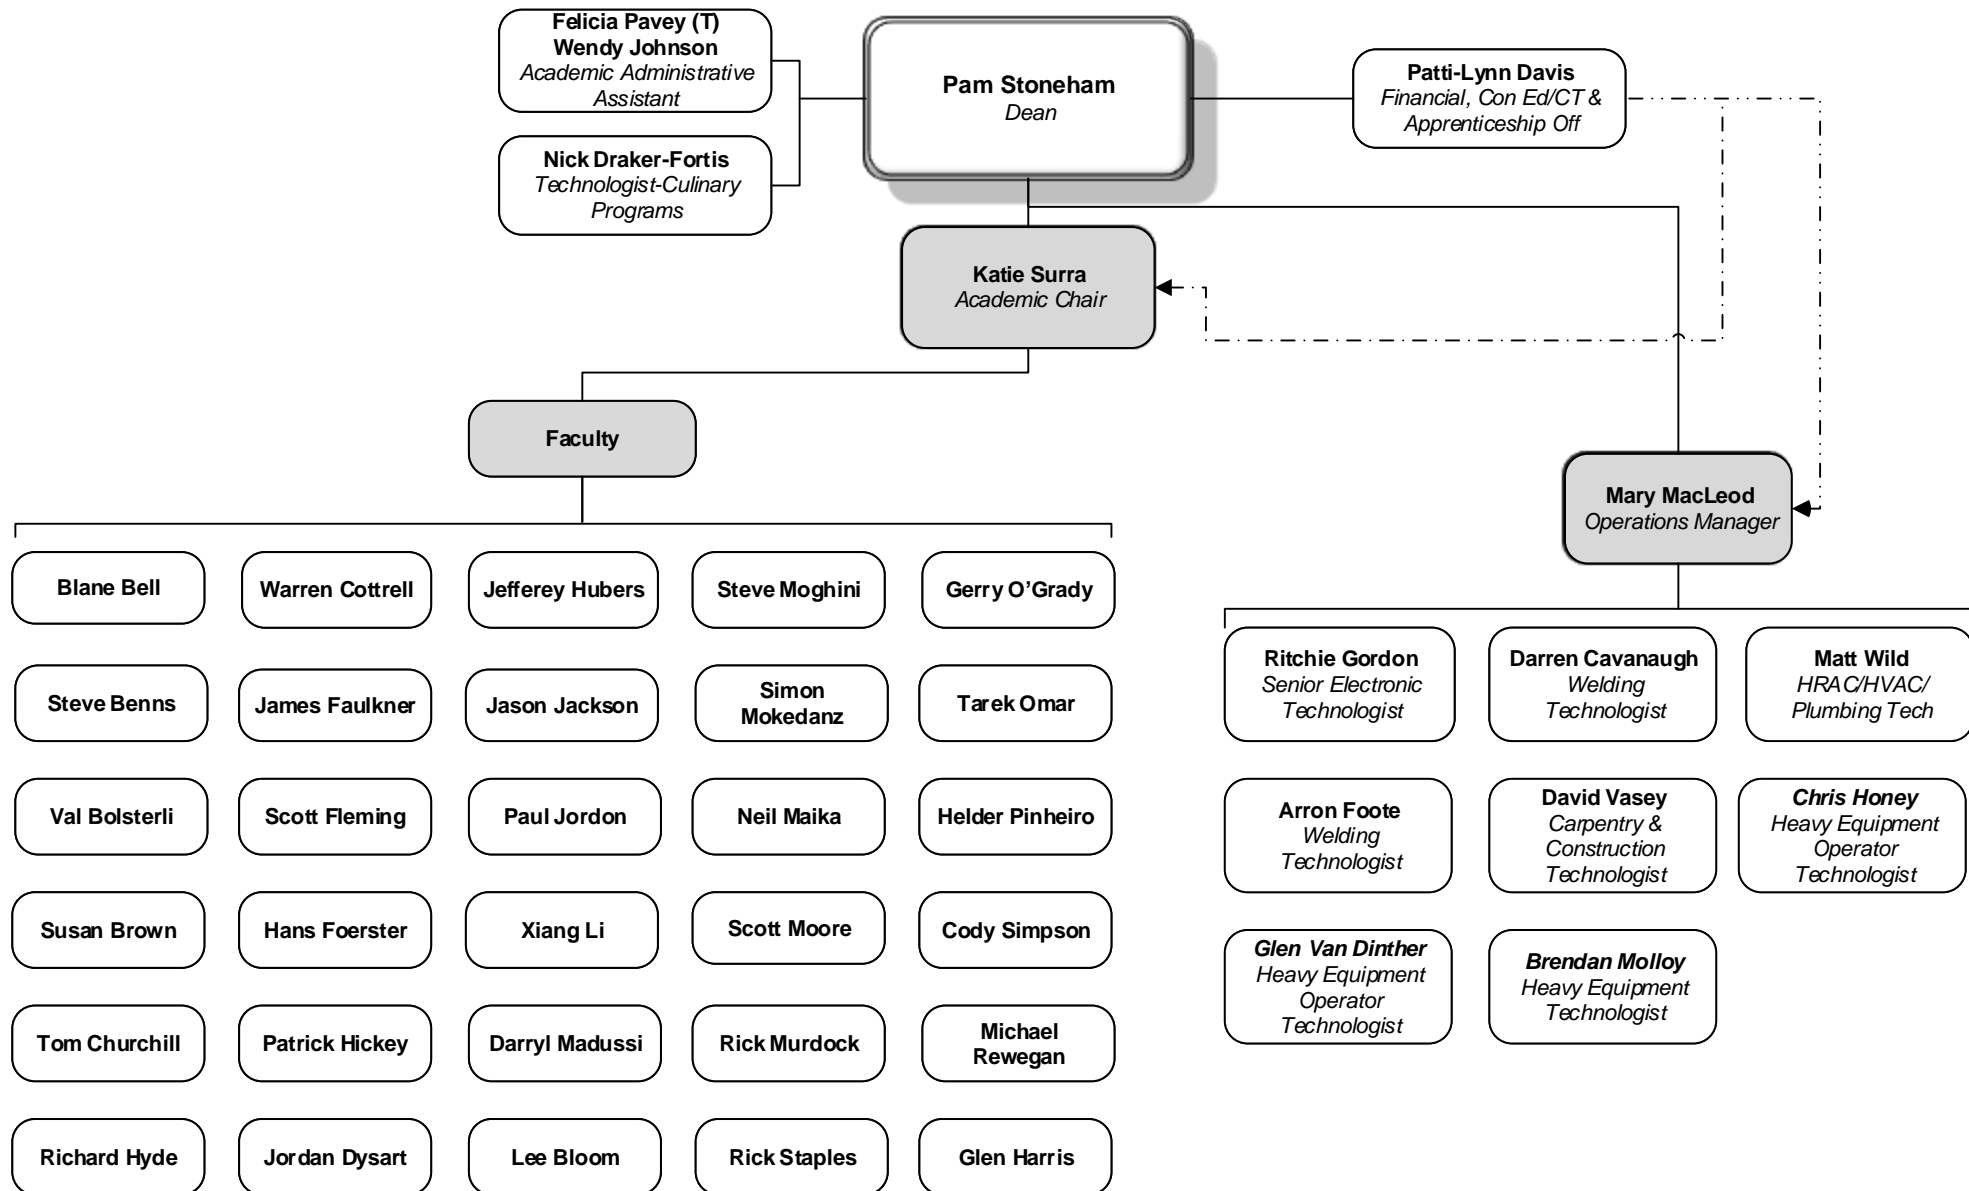 Felicia Pavey (T)
Wendy Johnson
Academic Administrative
Assistant
Nick Draker-Fortis
Technologist-Culinary
Programs
Pam Stoneham
Dean
Patti-Lynn Davis
Financial, Con Ed/CT &
Apprenticeship Off
Katie Surra
Academic Chair
Faculty
Mary MacLeod
Operations Manager
Blane Bell
Warren Cottrell
Jefferey Hubers
Steve Moghini
Gerry O’Grady
Steve Benns
James Faulkner
Jason Jackson
Simon
Mokedanz
Tarek Omar
Val Bolsterli
Scott Fleming
Paul Jordon
Neil Maika
Helder Pinheiro
Susan Brown
Hans Foerster
Xiang Li
Scott Moore
Cody Simpson
Tom Churchill
Patrick Hickey
Darryl Madussi
Rick Murdock
Michael
Rewegan
Richard Hyde
Jordan Dysart
Lee Bloom
Rick Staples
Glen Harris
Ritchie Gordon
Senior Electronic
Technologist
Darren Cavanaugh
Welding
Technologist
Matt Wild
HRAC/HVAC/
Plumbing Tech
Arron Foote
Welding
Technologist
David Vasey
Carpentry &
Construction
Technologist
Chris Honey
Heavy Equipment
Operator
Technologist
Glen Van Dinther
Heavy Equipment
Operator
Technologist
Brendan Molloy
Heavy Equipment
Technologist